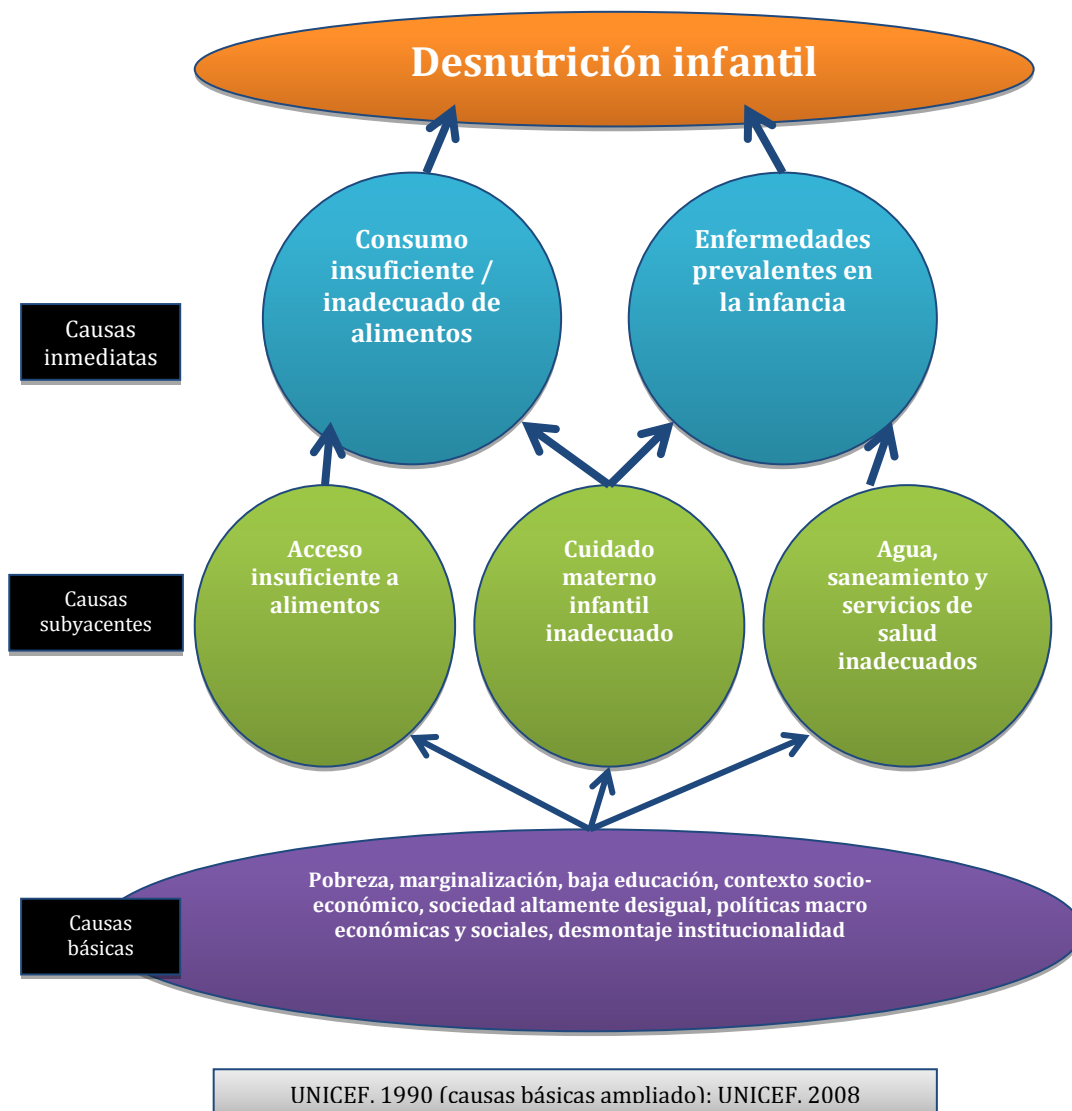 Desnutrición infantil
Consumo
insuficiente /
inadecuado de
alimentos
Enfermedades
prevalentes en
la infancia
Causas
inmediatas
Acceso
insuficiente a
alimentos
Cuidado
materno
infantil
inadecuado
Agua,
saneamiento y
servicios de
salud
inadecuados
Causas
subyacentes
Pobreza, marginalización, baja educación, contexto socio-
económico, sociedad altamente desigual, políticas macro
económicas y sociales, desmontaje institucionalidad
Causas
básicas
UNICEF. 1990 (causas básicas ampliado): UNICEF. 2008